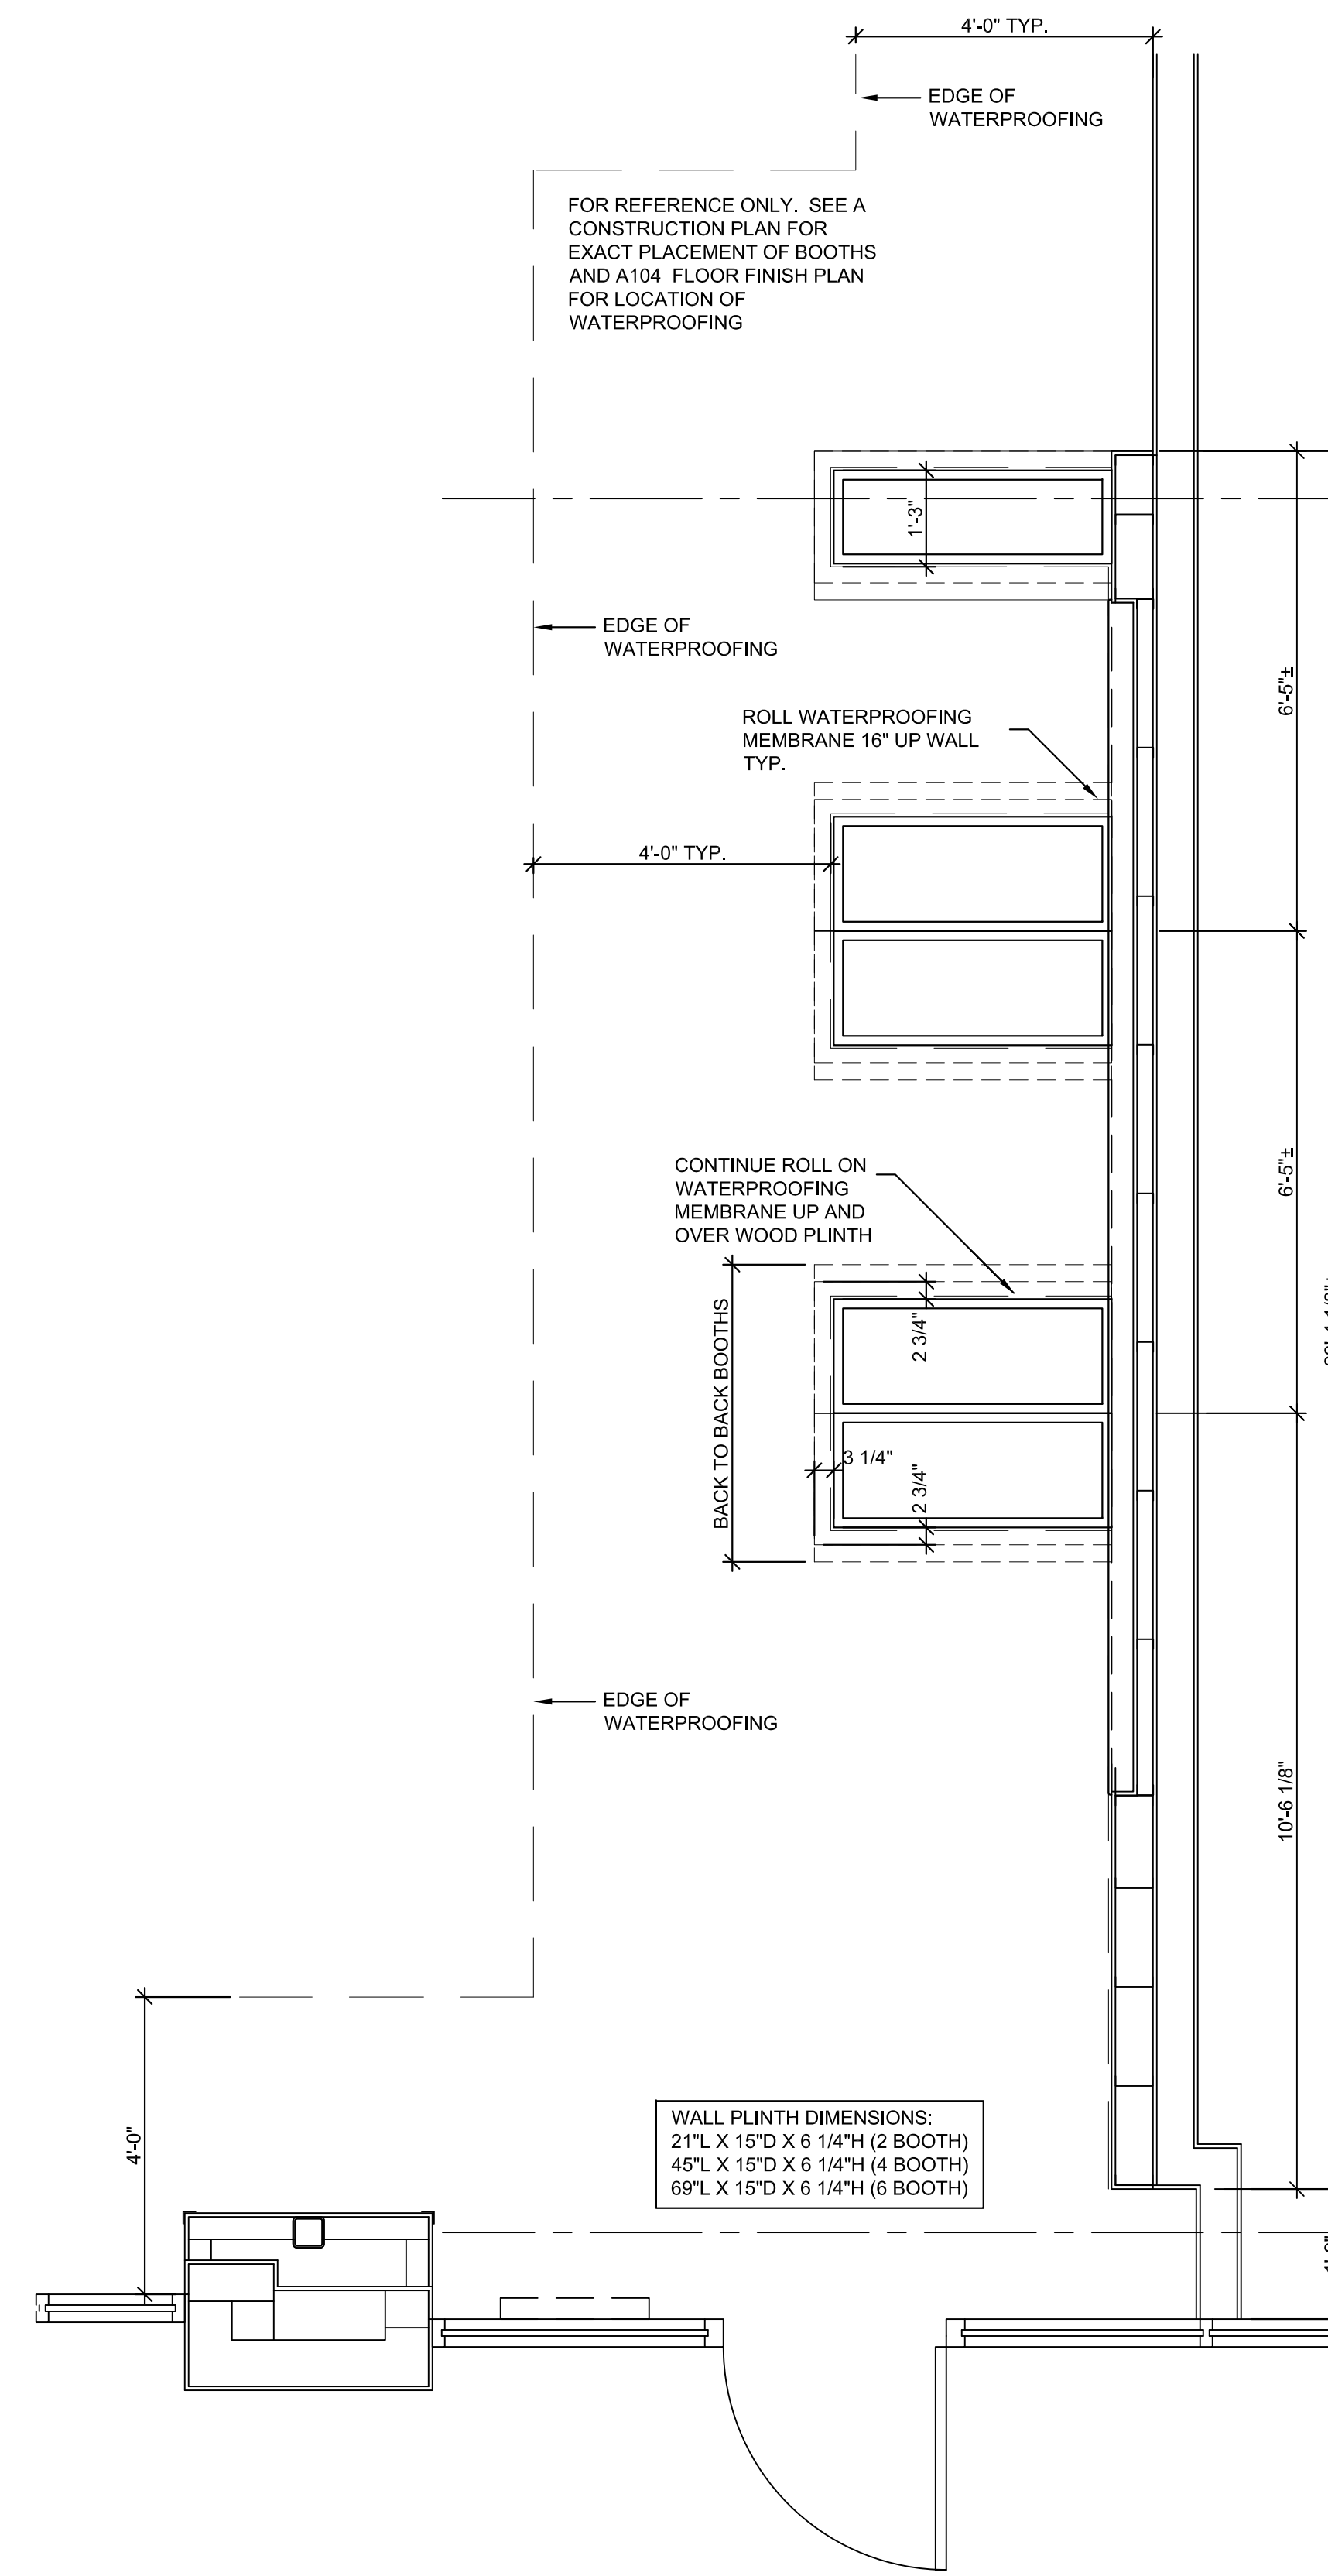 4'-0" TYP.
EDGE OF
WATERPROOFING
FOR REFERENCE ONLY. SEE A
CONSTRUCTION PLAN FOR
EXACT PLACEMENT OF BOOTHS
AND A104 FLOOR FINISH PLAN
FOR LOCATION OF
WATERPROOFING
1'-3"
EDGE OF
WATERPROOFING
6'-5"±
ROLL WATERPROOFING
MEMBRANE 16" UP WALL
TYP.
4'-0" TYP.
CONTINUE ROLL ON
WATERPROOFING
MEMBRANE UP AND
OVER WOOD PLINTH
6'-5"±
BACK TO BACK BOOTHS
2 3/4"
3 1/4"
2 3/4"
EDGE OF
WATERPROOFING
10'-6 1/8"
4'-0"
WALL PLINTH DIMENSIONS:
21"L X 15"D X 6 1/4"H (2 BOOTH)
45"L X 15"D X 6 1/4"H (4 BOOTH)
69"L X 15"D X 6 1/4"H (6 BOOTH)